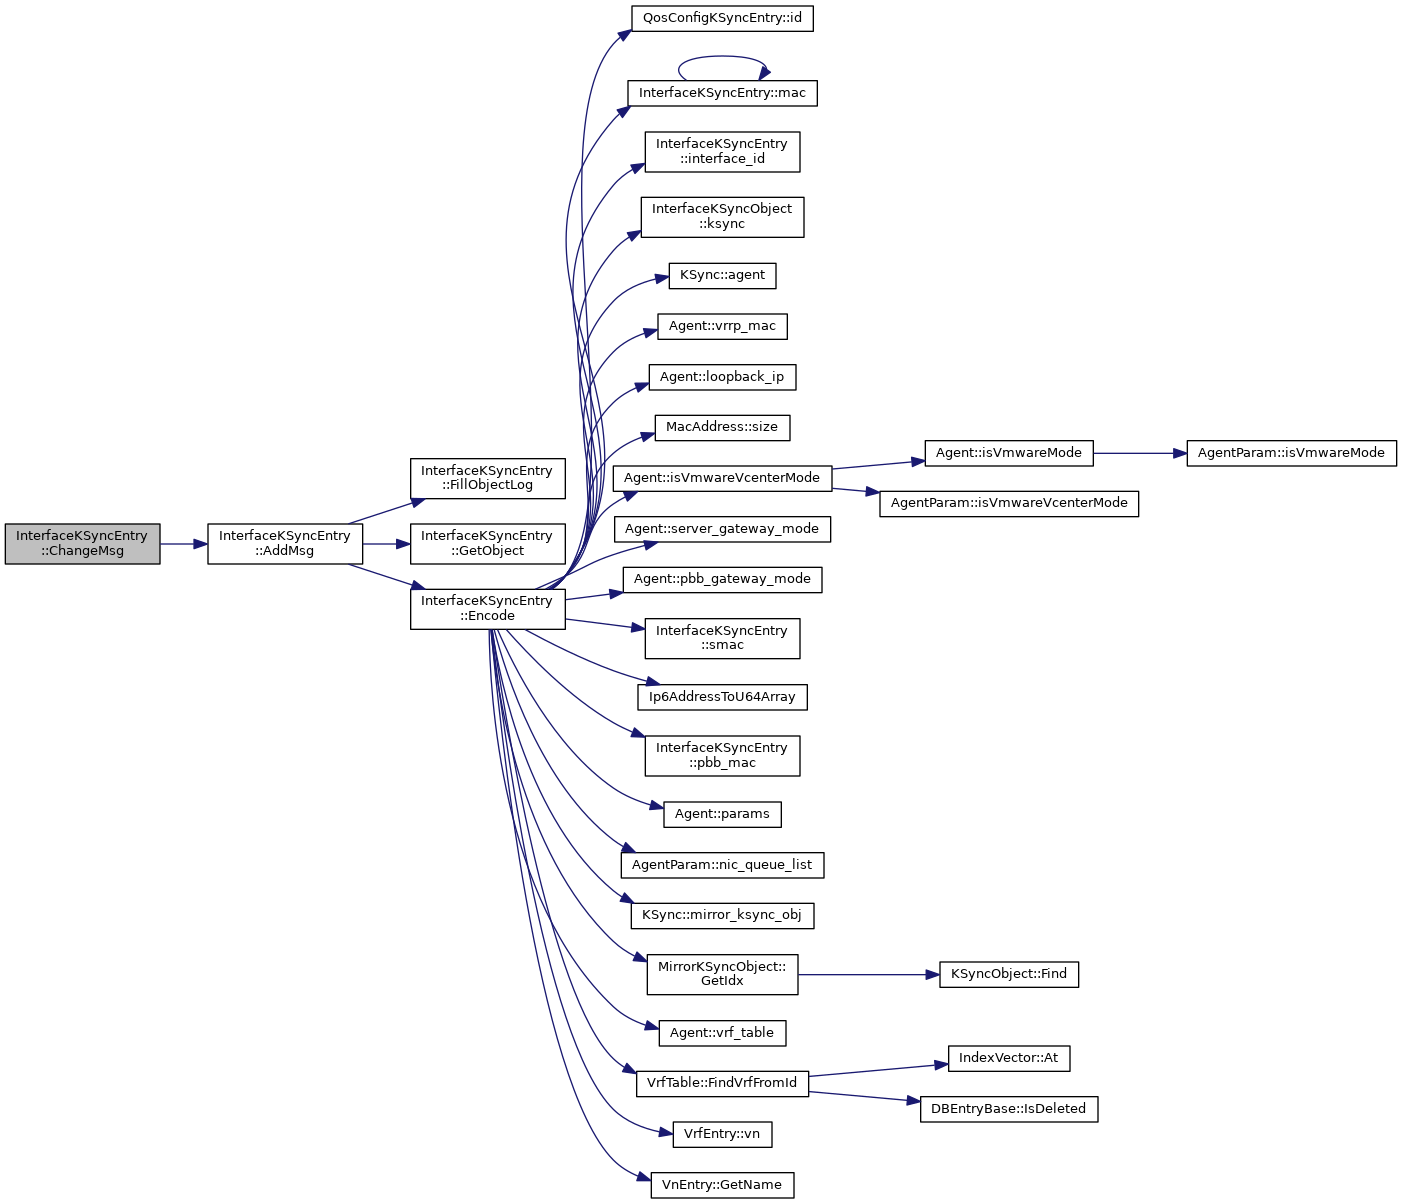 QosConfigKSyncEntry::id
InterfaceKSyncEntry::mac
InterfaceKSyncEntry
::interface_id
InterfaceKSyncObject
::ksync
KSync::agent
Agent::vrrp_mac
Agent::loopback_ip
MacAddress::size
Agent::isVmwareVcenterMode
Agent::isVmwareMode
AgentParam::isVmwareMode
AgentParam::isVmwareVcenterMode
InterfaceKSyncEntry
::FillObjectLog
InterfaceKSyncEntry
::ChangeMsg
InterfaceKSyncEntry
::AddMsg
InterfaceKSyncEntry
::GetObject
InterfaceKSyncEntry
::Encode
Agent::server_gateway_mode
Agent::pbb_gateway_mode
InterfaceKSyncEntry
::smac
Ip6AddressToU64Array
InterfaceKSyncEntry
::pbb_mac
Agent::params
AgentParam::nic_queue_list
KSync::mirror_ksync_obj
MirrorKSyncObject::
GetIdx
KSyncObject::Find
Agent::vrf_table
VrfTable::FindVrfFromId
IndexVector::At
DBEntryBase::IsDeleted
VrfEntry::vn
VnEntry::GetName